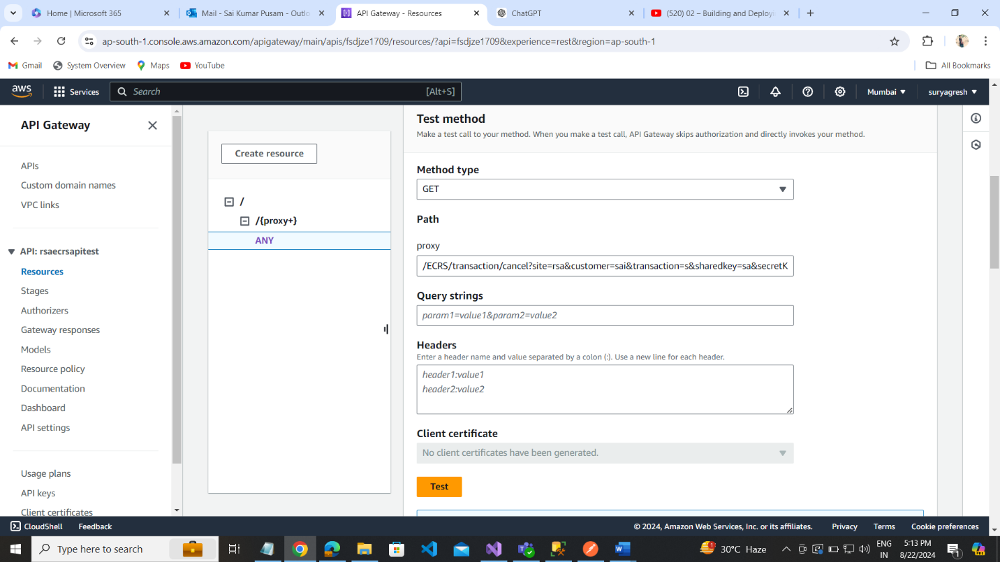 Home | Microsoft 365
Mail - Sai Kumar Pusam - Outlo
API Gateway - Resources
ChatGPT
(520) 02 – Building and Deployi
ap-south-1.console.aws.amazon.com/apigateway/main/apis/fsdjze1709/resources/?api=fsdjze1709&experience=rest&region=ap-south-1
Gmail
System Overview
Maps
YouTube
All Bookmarks
aws
Services
Search
[Alt+S]
Mumbai
suryagresh
API Gateway
APIs
Custom domain names
VPC links
API: rsaecrsapitest
Resources
Stages
Authorizers
Gateway responses
Models
Resource policy
Documentation
Dashboard
API settings
Usage plans
API keys
Client certificates
Create resource
/
/{proxy+}
ANY
Test method
Make a test call to your method. When you make a test call, API Gateway skips authorization and directly invokes your method.
Method type
GET
Path
proxy
/ECRS/transaction/cancel?site=rsa&customer=sai&transaction=s&sharedkey=sa&secretK
Query strings
param1=value1&param2=value2
Headers
Enter a header name and value separated by a colon (:). Use a new line for each header.
header1:value1
header2:value2
Client certificate
No client certificates have been generated.
Test
CloudShell
Feedback
© 2024, Amazon Web Services, Inc. or its affiliates.
Privacy
Terms
Cookie preferences
Type here to search
1
30°C Haze
ENG
IN
5:13 PM
8/22/2024
1